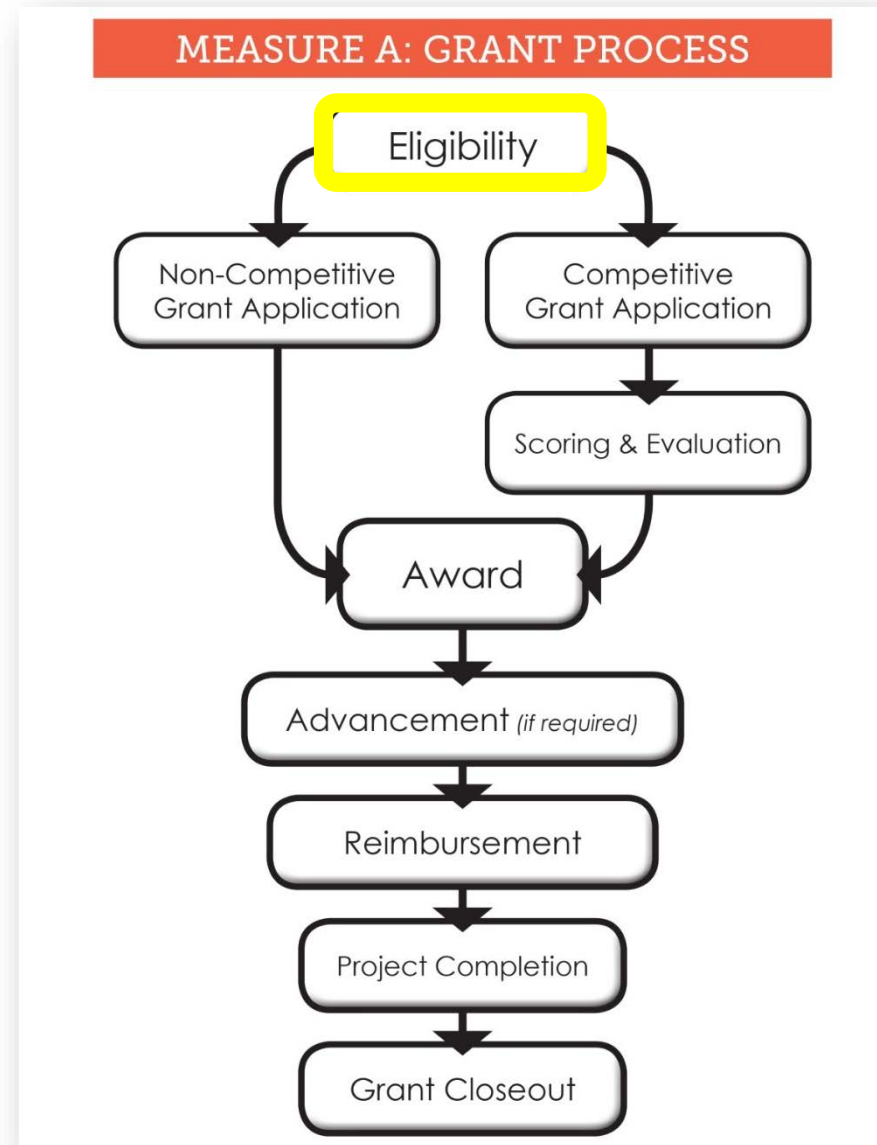 MEASURE A: GRANT PROCESS
Eligibility
Non-Competitive
Grant Application
Competitive
Grant Application
Scoring & Evaluation
Award
Advancement (if required)
Reimbursement
Project Completion
Grant Closeout